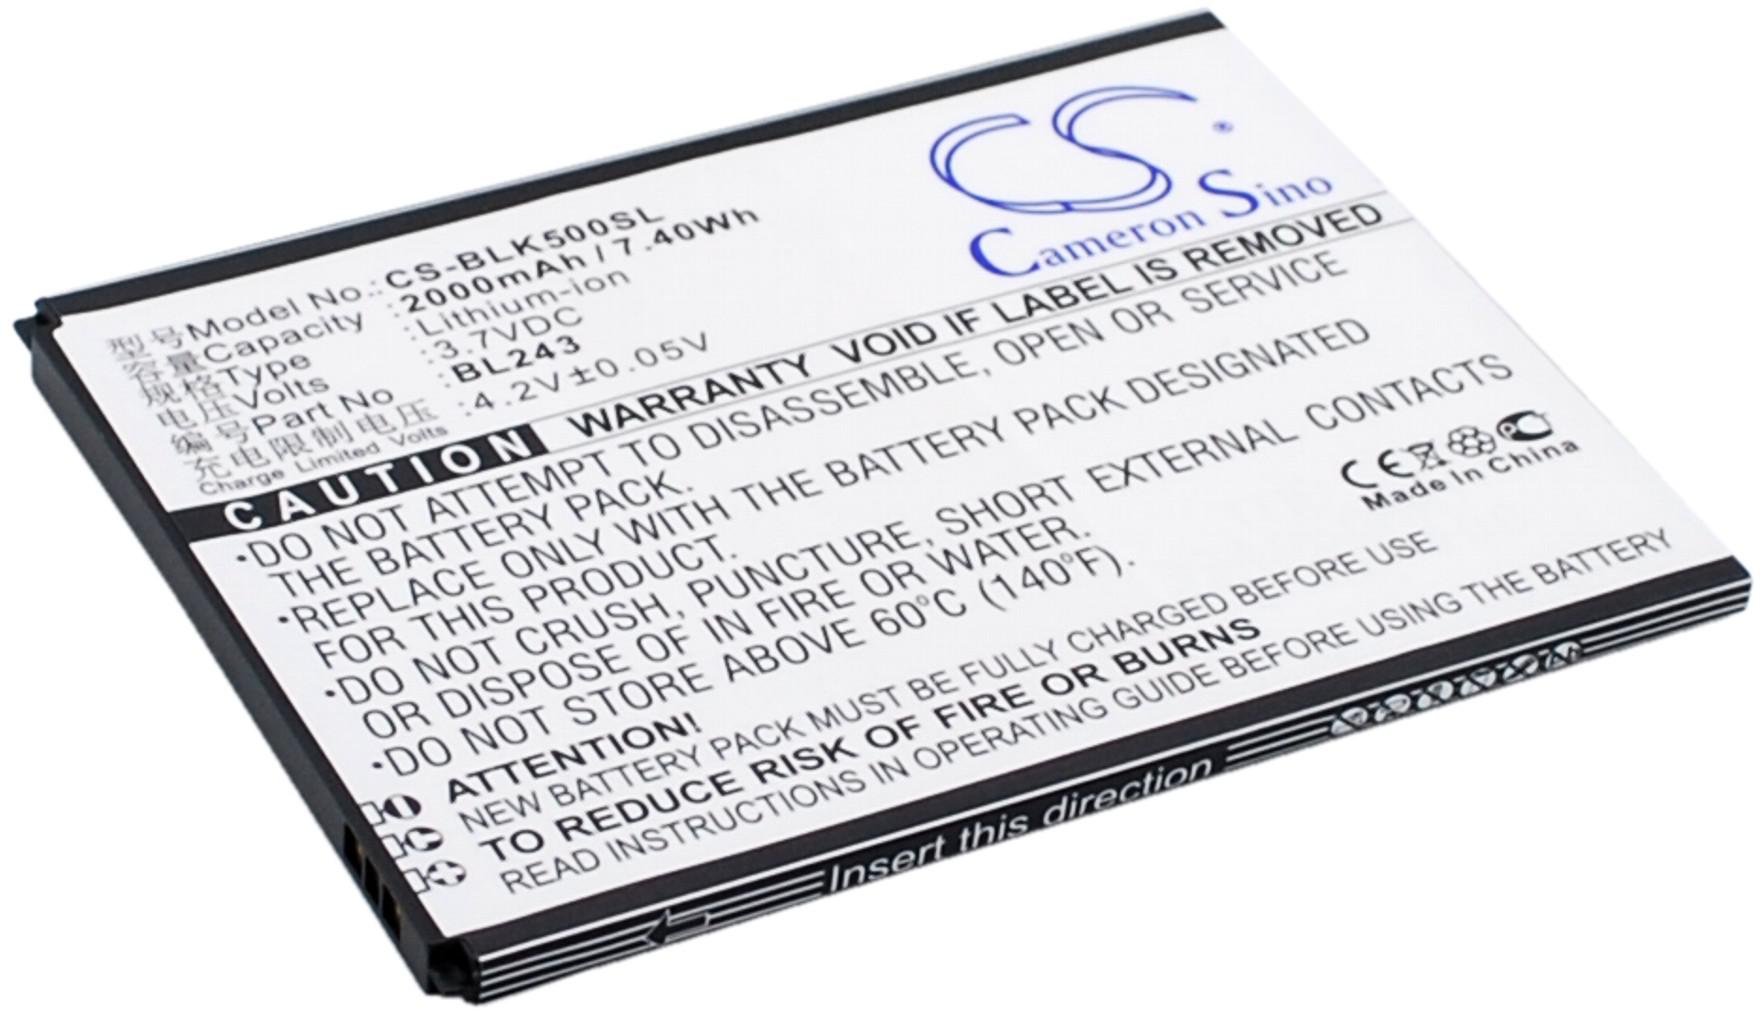 CS®
Cameron Sino
型号Model No.:CS-BLK500SL
容量Capacity :2000mAh / 7.40Wh
规格Type :Lithium-ion
电压Volts :3.7VDC
编号Part No :BL243
充电限制电压 :4.2V±0.05V
Charge Limited Volts
CAUTION WARRANTY VOID IF LABEL IS REMOVED
·DO NOT ATTEMPT TO DISASSEMBLE, OPEN OR SERVICE
THE BATTERY PACK.
·REPLACE ONLY WITH THE BATTERY PACK DESIGNATED
FOR THIS PRODUCT.
·DO NOT CRUSH, PUNCTURE, SHORT EXTERNAL CONTACTS
OR DISPOSE OF IN FIRE OR WATER.
·DO NOT STORE ABOVE 60°C (140°F).
CE
Made In China
ATTENTION!
NEW BATTERY PACK MUST BE FULLY CHARGED BEFORE USE
TO REDUCE RISK OF FIRE OR BURNS
READ INSTRUCTIONS IN OPERATING GUIDE BEFORE USING THE BATTERY
Insert this direction